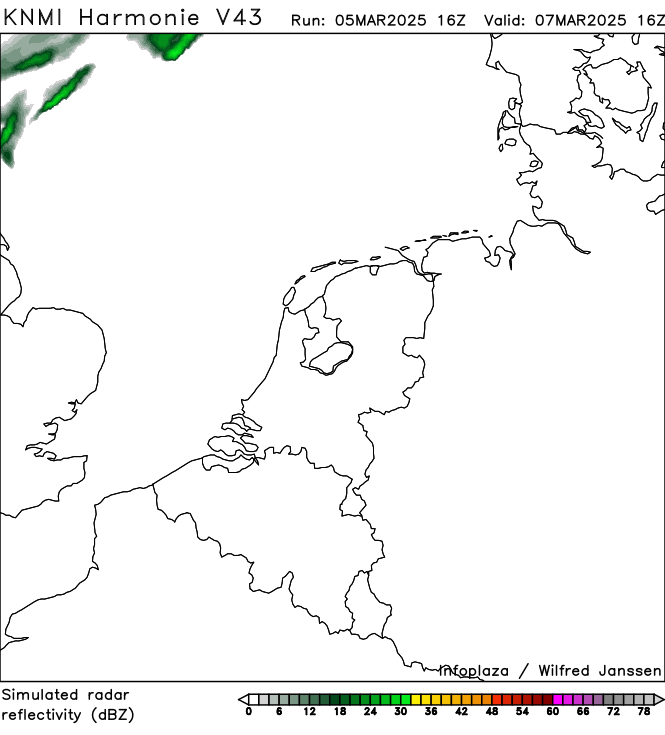 KNMI Harmonie V43 Run: 05MAR2025 16Z Valid: 07MAR2025 16Z
infoplaza / Wilfred Janssen
Simulated radar
reflectivity (dBZ)
0 6 12 18 24 30 36 42 48 54 60 66 72 78